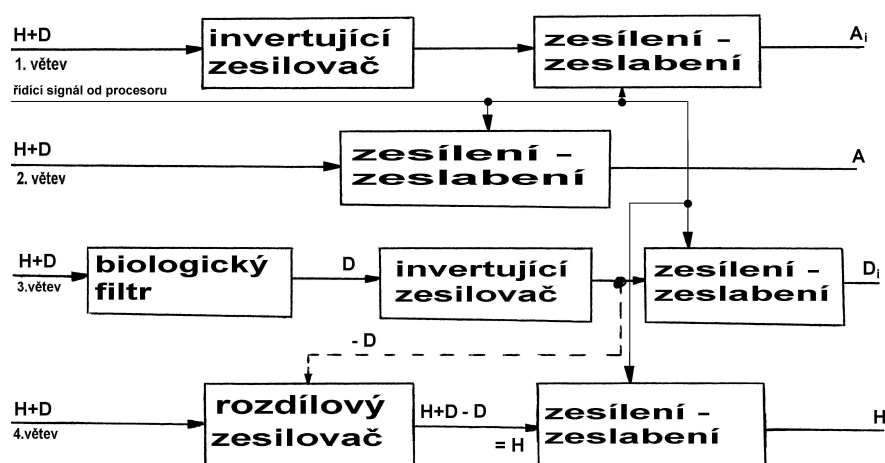 H+D
1. větev
invertující
zesilovač
zesílení -
zeslabení
Ai
řídící signál od procesoru
H+D
2. větev
zesílení -
zeslabení
A
H+D
3.větev
biologický
filtr
D
invertující
zesilovač
zesílení -
zeslabení
Di
- D
H+D
4.větev
rozdílový
zesilovač
H+D - D
= H
zesílení -
zeslabení
H